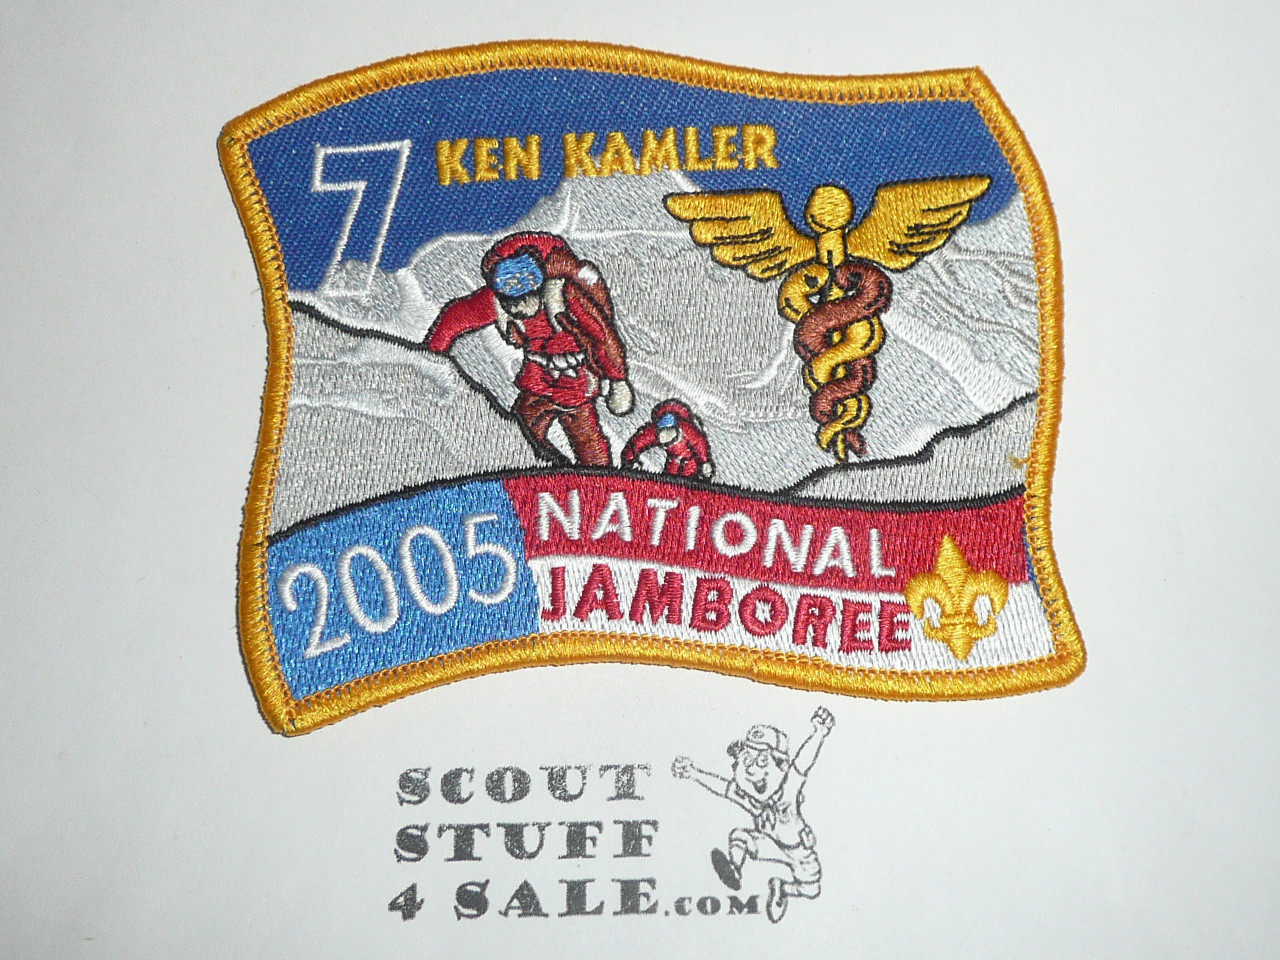 7 KEN KAMLER
2005
NATIONAL
JAMBOREE
SCOUT
STUFF
4 SALE.COM